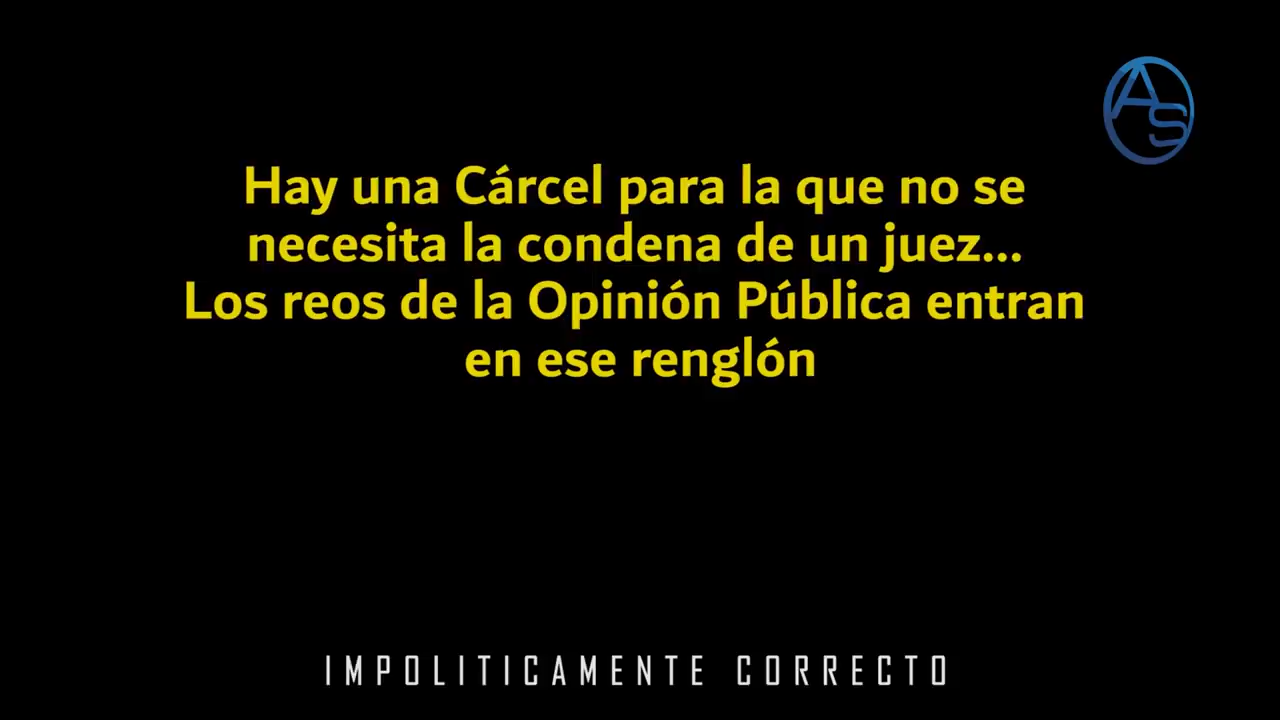 AS
Hay una Cárcel para la que no se
necesita la condena de un juez...
Los reos de la Opinión Pública entran
en ese renglón
IMPOLITICAMENTE CORRECTO